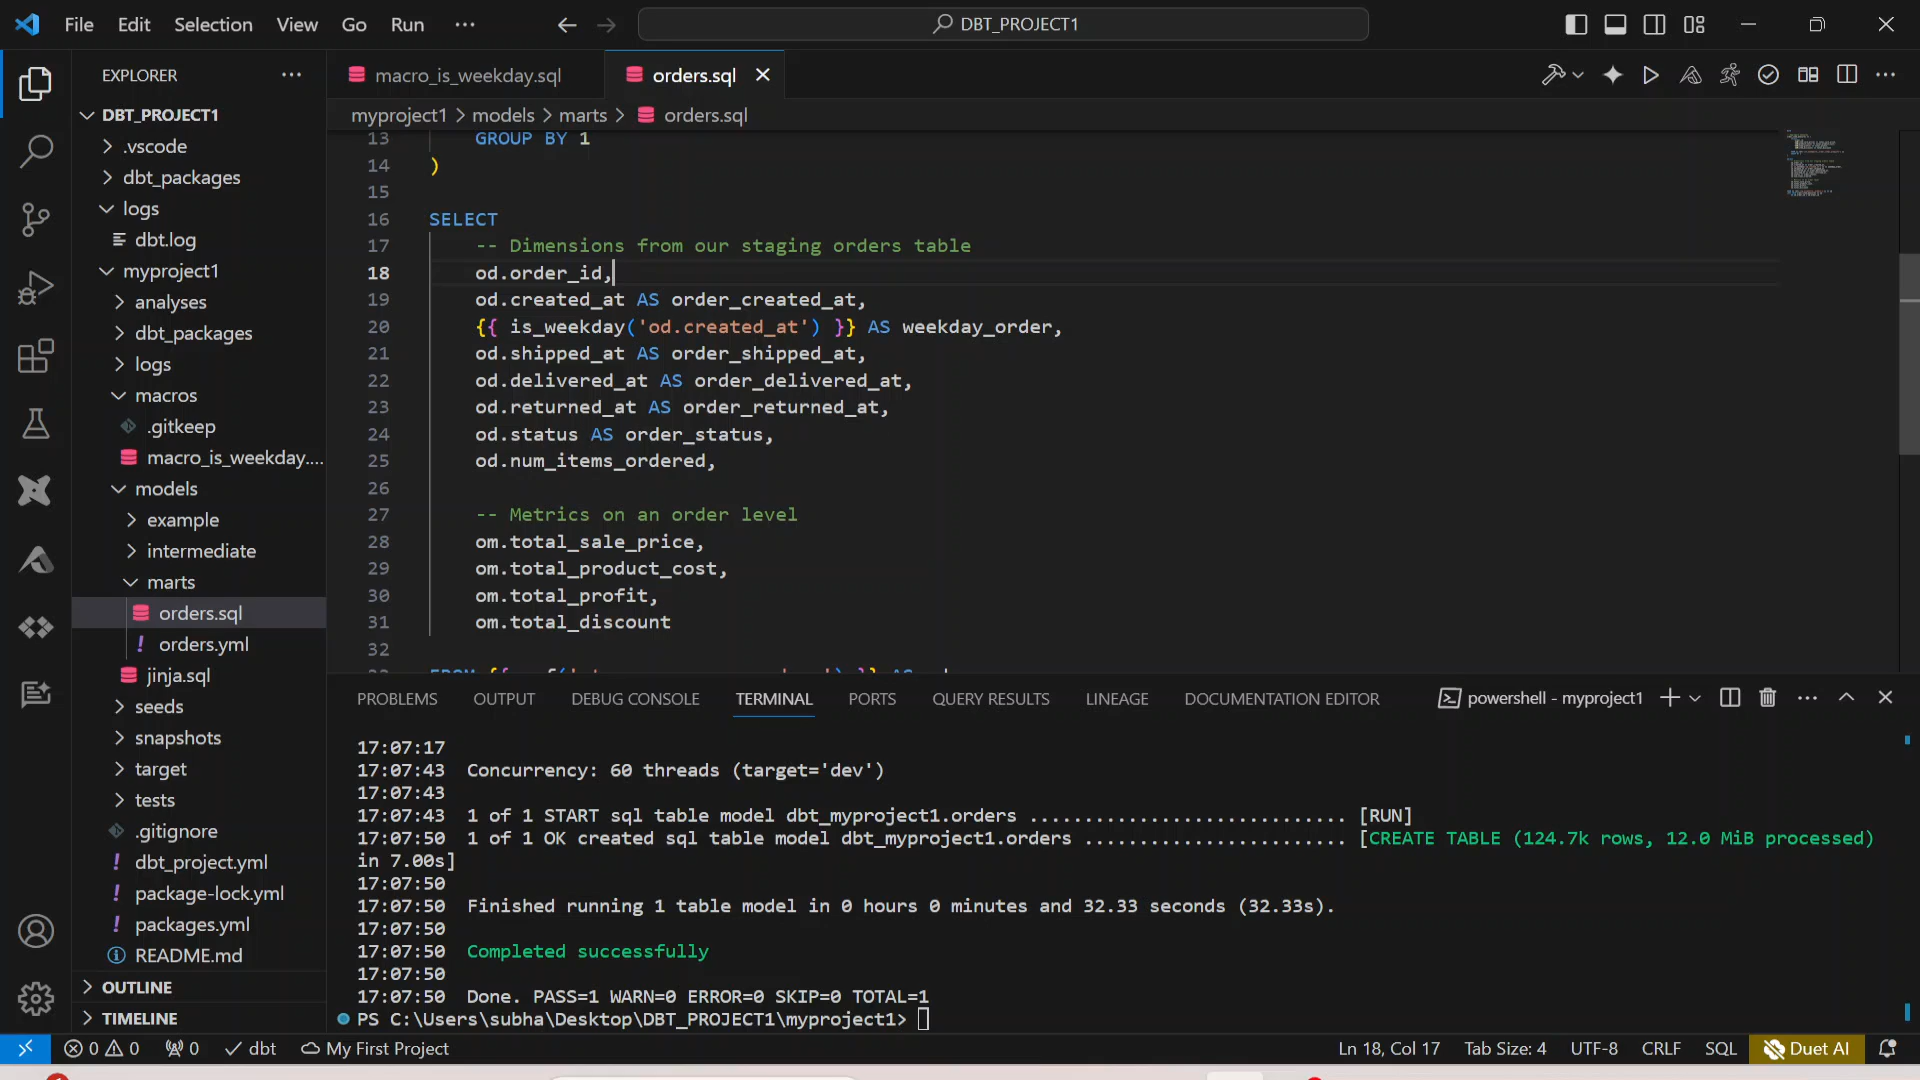 File Edit Selection View Go Run ··· DBT_PROJECT1
EXPLORER
DBT_PROJECT1
.vscode
dbt_packages
logs
dbt.log
myproject1
analyses
dbt_packages
logs
macros
.gitkeep
macro_is_weekday....
models
example
intermediate
marts
orders.sql
orders.yml
jinja.sql
seeds
snapshots
target
tests
.gitignore
dbt_project.yml
package-lock.yml
packages.yml
README.md
OUTLINE
TIMELINE
macro_is_weekday.sql orders.sql
myproject1 > models > marts > orders.sql
13 GROUP BY 1
14 )
15
16 SELECT
17 -- Dimensions from our staging orders table
18 od.order_id,
19 od.created_at AS order_created_at,
20 {{ is_weekday('od.created_at') }} AS weekday_order,
21 od.shipped_at AS order_shipped_at,
22 od.delivered_at AS order_delivered_at,
23 od.returned_at AS order_returned_at,
24 od.status AS order_status,
25 od.num_items_ordered,
26
27 -- Metrics on an order level
28 om.total_sale_price,
29 om.total_product_cost,
30 om.total_profit,
31 om.total_discount
32
PROBLEMS OUTPUT DEBUG CONSOLE TERMINAL PORTS QUERY RESULTS LINEAGE DOCUMENTATION EDITOR powershell - myproject1
17:07:17
17:07:43 Concurrency: 60 threads (target='dev')
17:07:43
17:07:43 1 of 1 START sql table model dbt_myproject1.orders ............................. [RUN]
17:07:50 1 of 1 OK created sql table model dbt_myproject1.orders ........................ [CREATE TABLE (124.7k rows, 12.0 MiB processed)
in 7.00s]
17:07:50
17:07:50 Finished running 1 table model in 0 hours 0 minutes and 32.33 seconds (32.33s).
17:07:50
17:07:50 Completed successfully
17:07:50
17:07:50 Done. PASS=1 WARN=0 ERROR=0 SKIP=0 TOTAL=1
PS C:\Users\subha\Desktop\DBT_PROJECT1\myproject1>
0 0 0 dbt My First Project Ln 18, Col 17 Tab Size: 4 UTF-8 CRLF SQL Duet AI